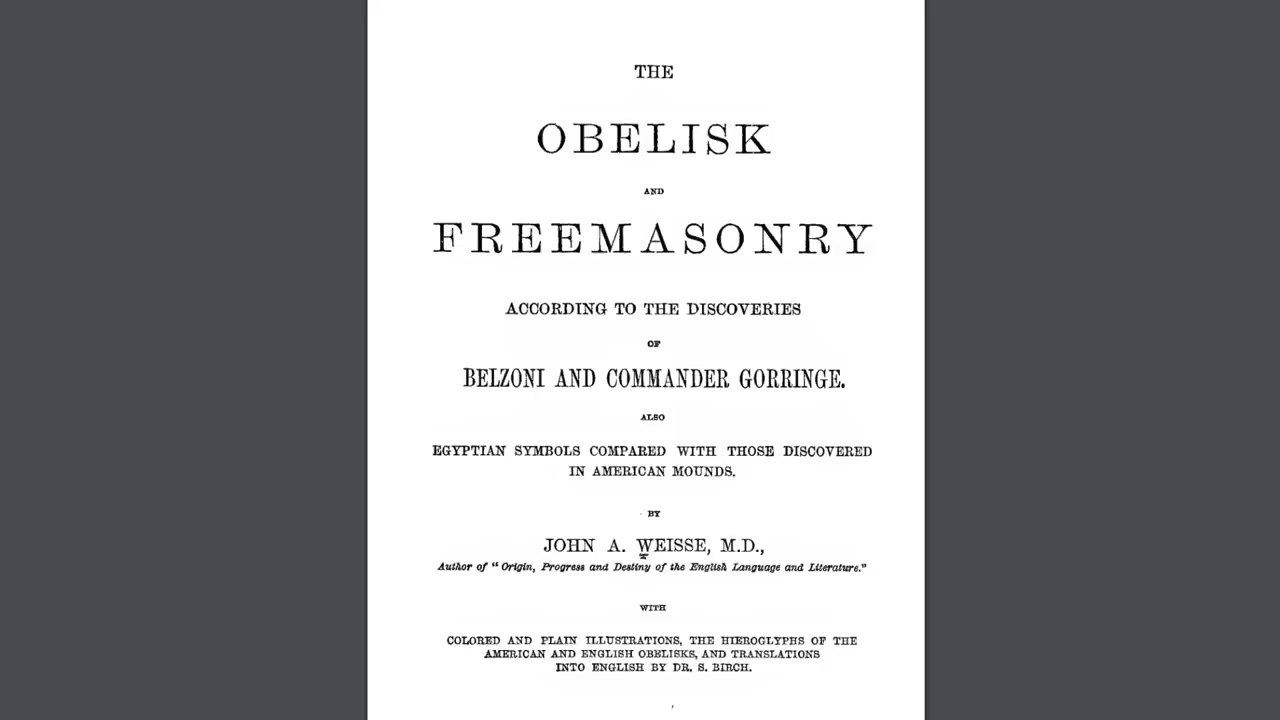 THE
OBELISK
AND
FREEMASONRY
ACCORDING TO THE DISCOVERIES
OF
BELZONI AND COMMANDER GORRINGE.
ALSO
EGYPTIAN SYMBOLS COMPARED WITH THOSE DISCOVERED
IN AMERICAN MOUNDS.
BY
JOHN A. WEISSE, M.D.,
Author of "Origin, Progress and Destiny of the English Language and Literature."
WITH
COLORED AND PLAIN ILLUSTRATIONS, THE HIEROGLYPHS OF THE
AMERICAN AND ENGLISH OBELISKS, AND TRANSLATIONS
INTO ENGLISH BY DR. S. BIRCH.